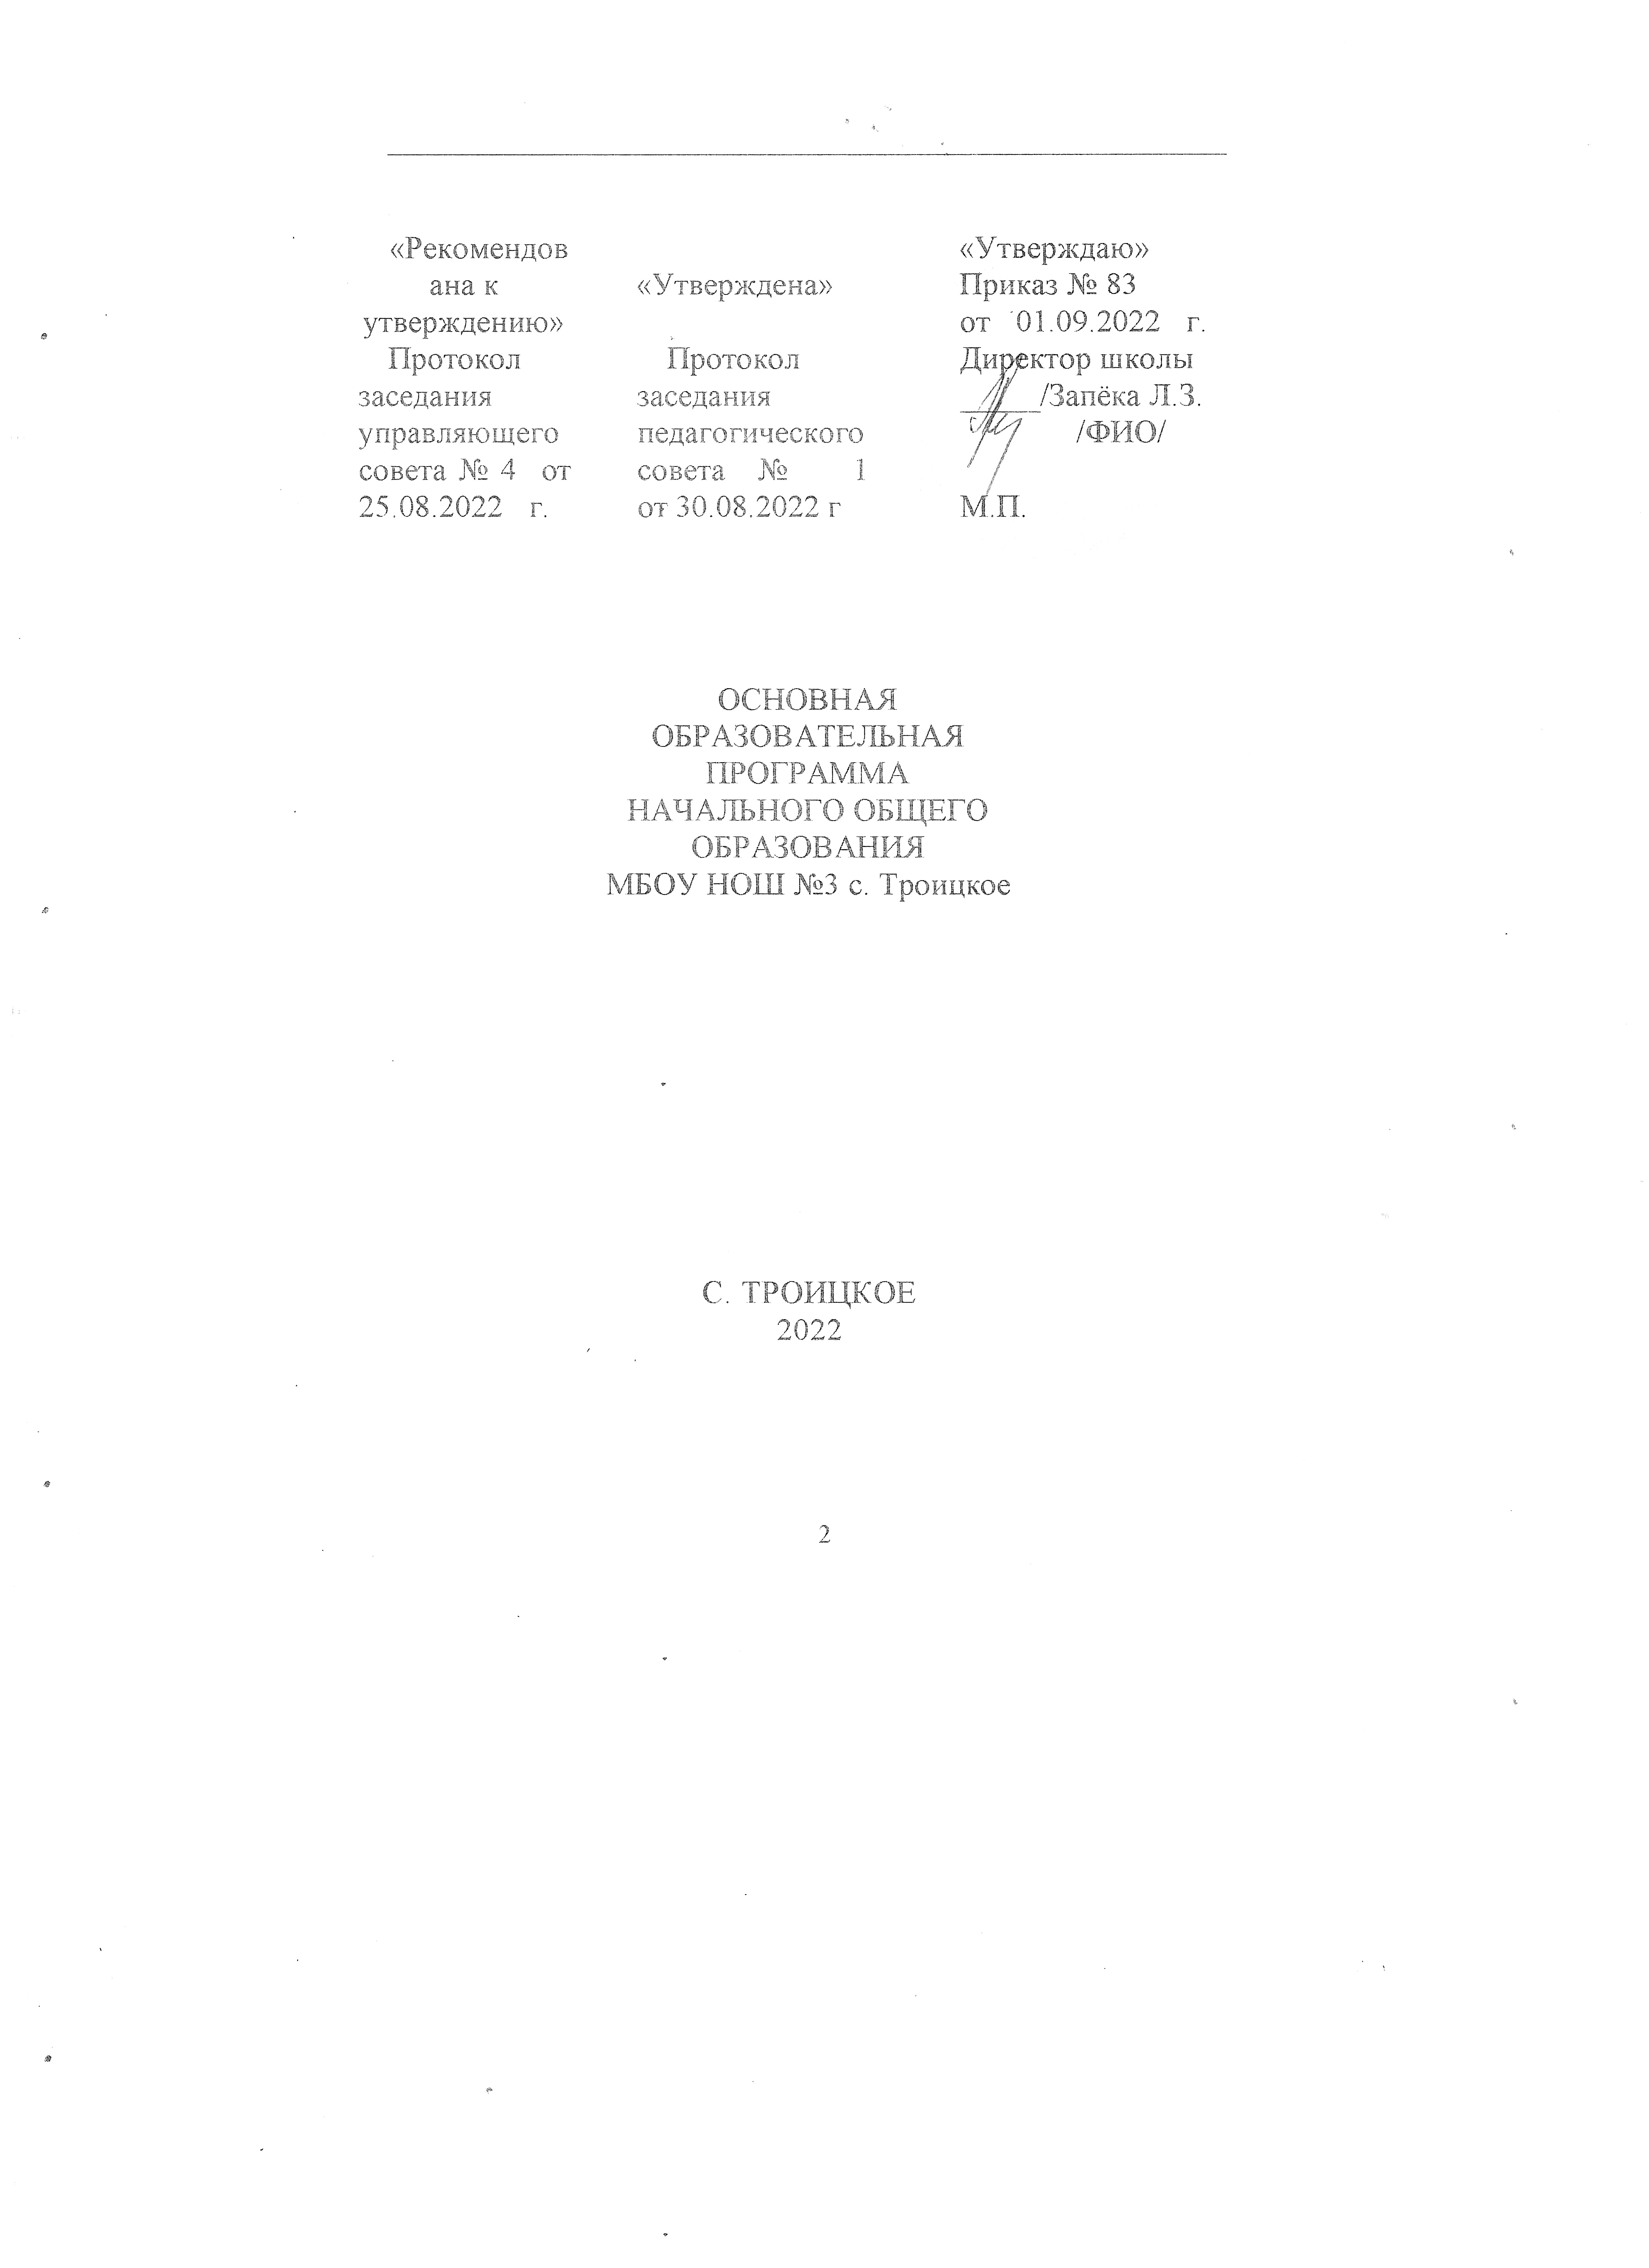 «Рекомендов
ана к
утверждению»
Протокол
заседания
управляющего
совета № 4 от
25.08.2022 г.
«Утверждена»
Протокол
заседания
педагогического
совета № 1
от 30.08.2022 г
«Утверждаю»
Приказ № 83
от 01.09.2022 г.
Директор школы
______/Запёка Л.З.
/ФИО/
М.П.
ОСНОВНАЯ
ОБРАЗОВАТЕЛЬНАЯ
ПРОГРАММА
НАЧАЛЬНОГО ОБЩЕГО
ОБРАЗОВАНИЯ
МБОУ НОШ №3 с. Троицкое
С. ТРОИЦКОЕ
2022
2